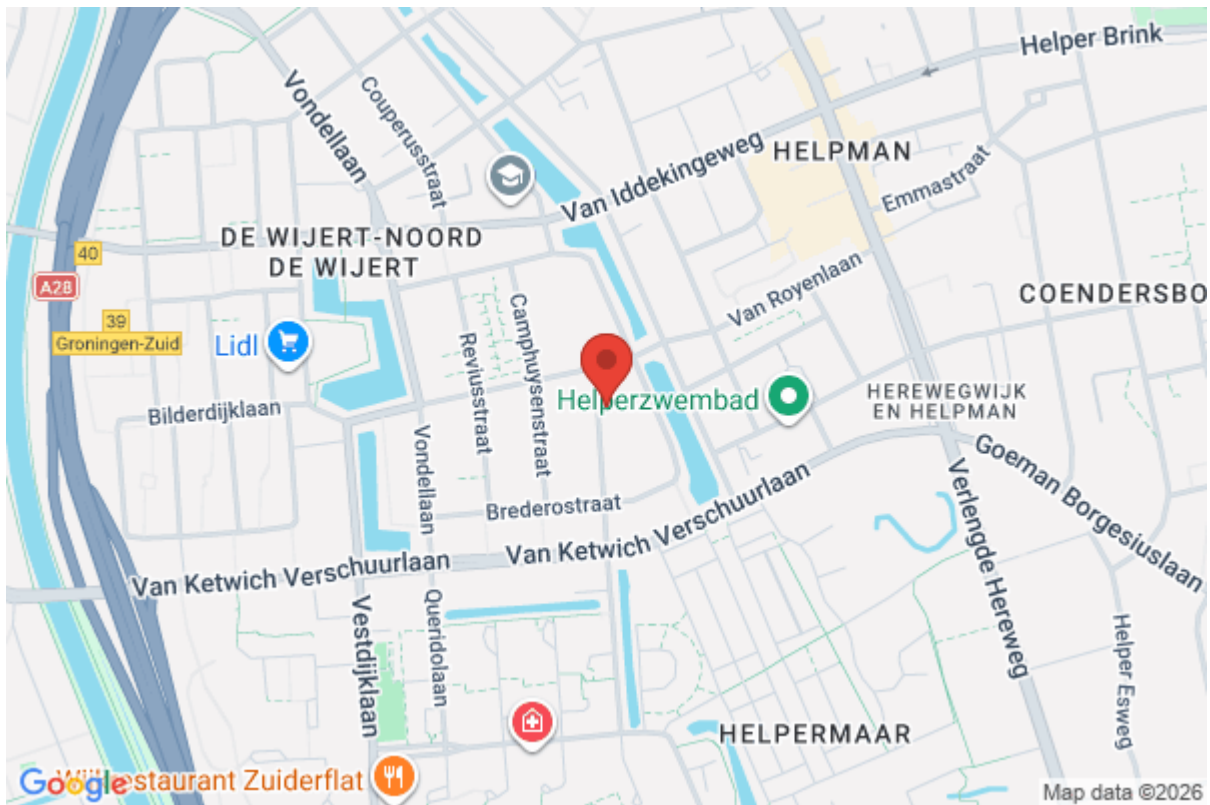 Helper Brink
Vondellaan
Couperusstraat
HELPMAN
Van Iddekingeweg
Emmastraat
DE WIJERT-NOORD
DE WIJERT
40
A28
39
Groningen-Zuid
Lidl
Van Royenlaan
COENDERSBO
Camphuysenstraat
Reviusstraat
Bilderdijklaan
Helperzwembad
HEREWEGWIJK
EN HELPMAN
Vondellaan
Goeman Borgesiuslaan
Brederostraat
Verlengde Hereweg
Van Ketwich Verschuurlaan
Van Ketwich Verschuurlaan
Queridolaan
Vestdijklaan
Helper Esweg
HELPERMAAR
restaurant Zuiderflat
Google
Map data ©2026